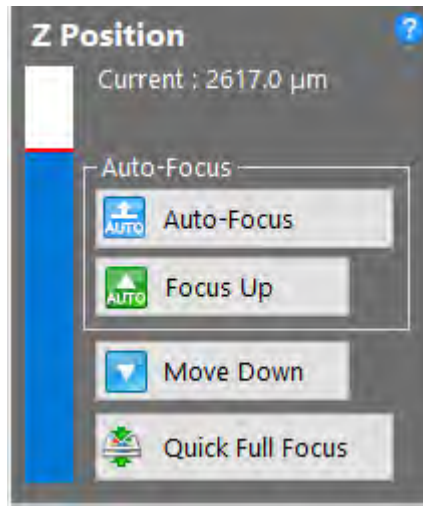 Z Position
?
Current : 2617.0 µm
Auto-Focus
AUTO Auto-Focus
AUTO Focus Up
Move Down
Quick Full Focus